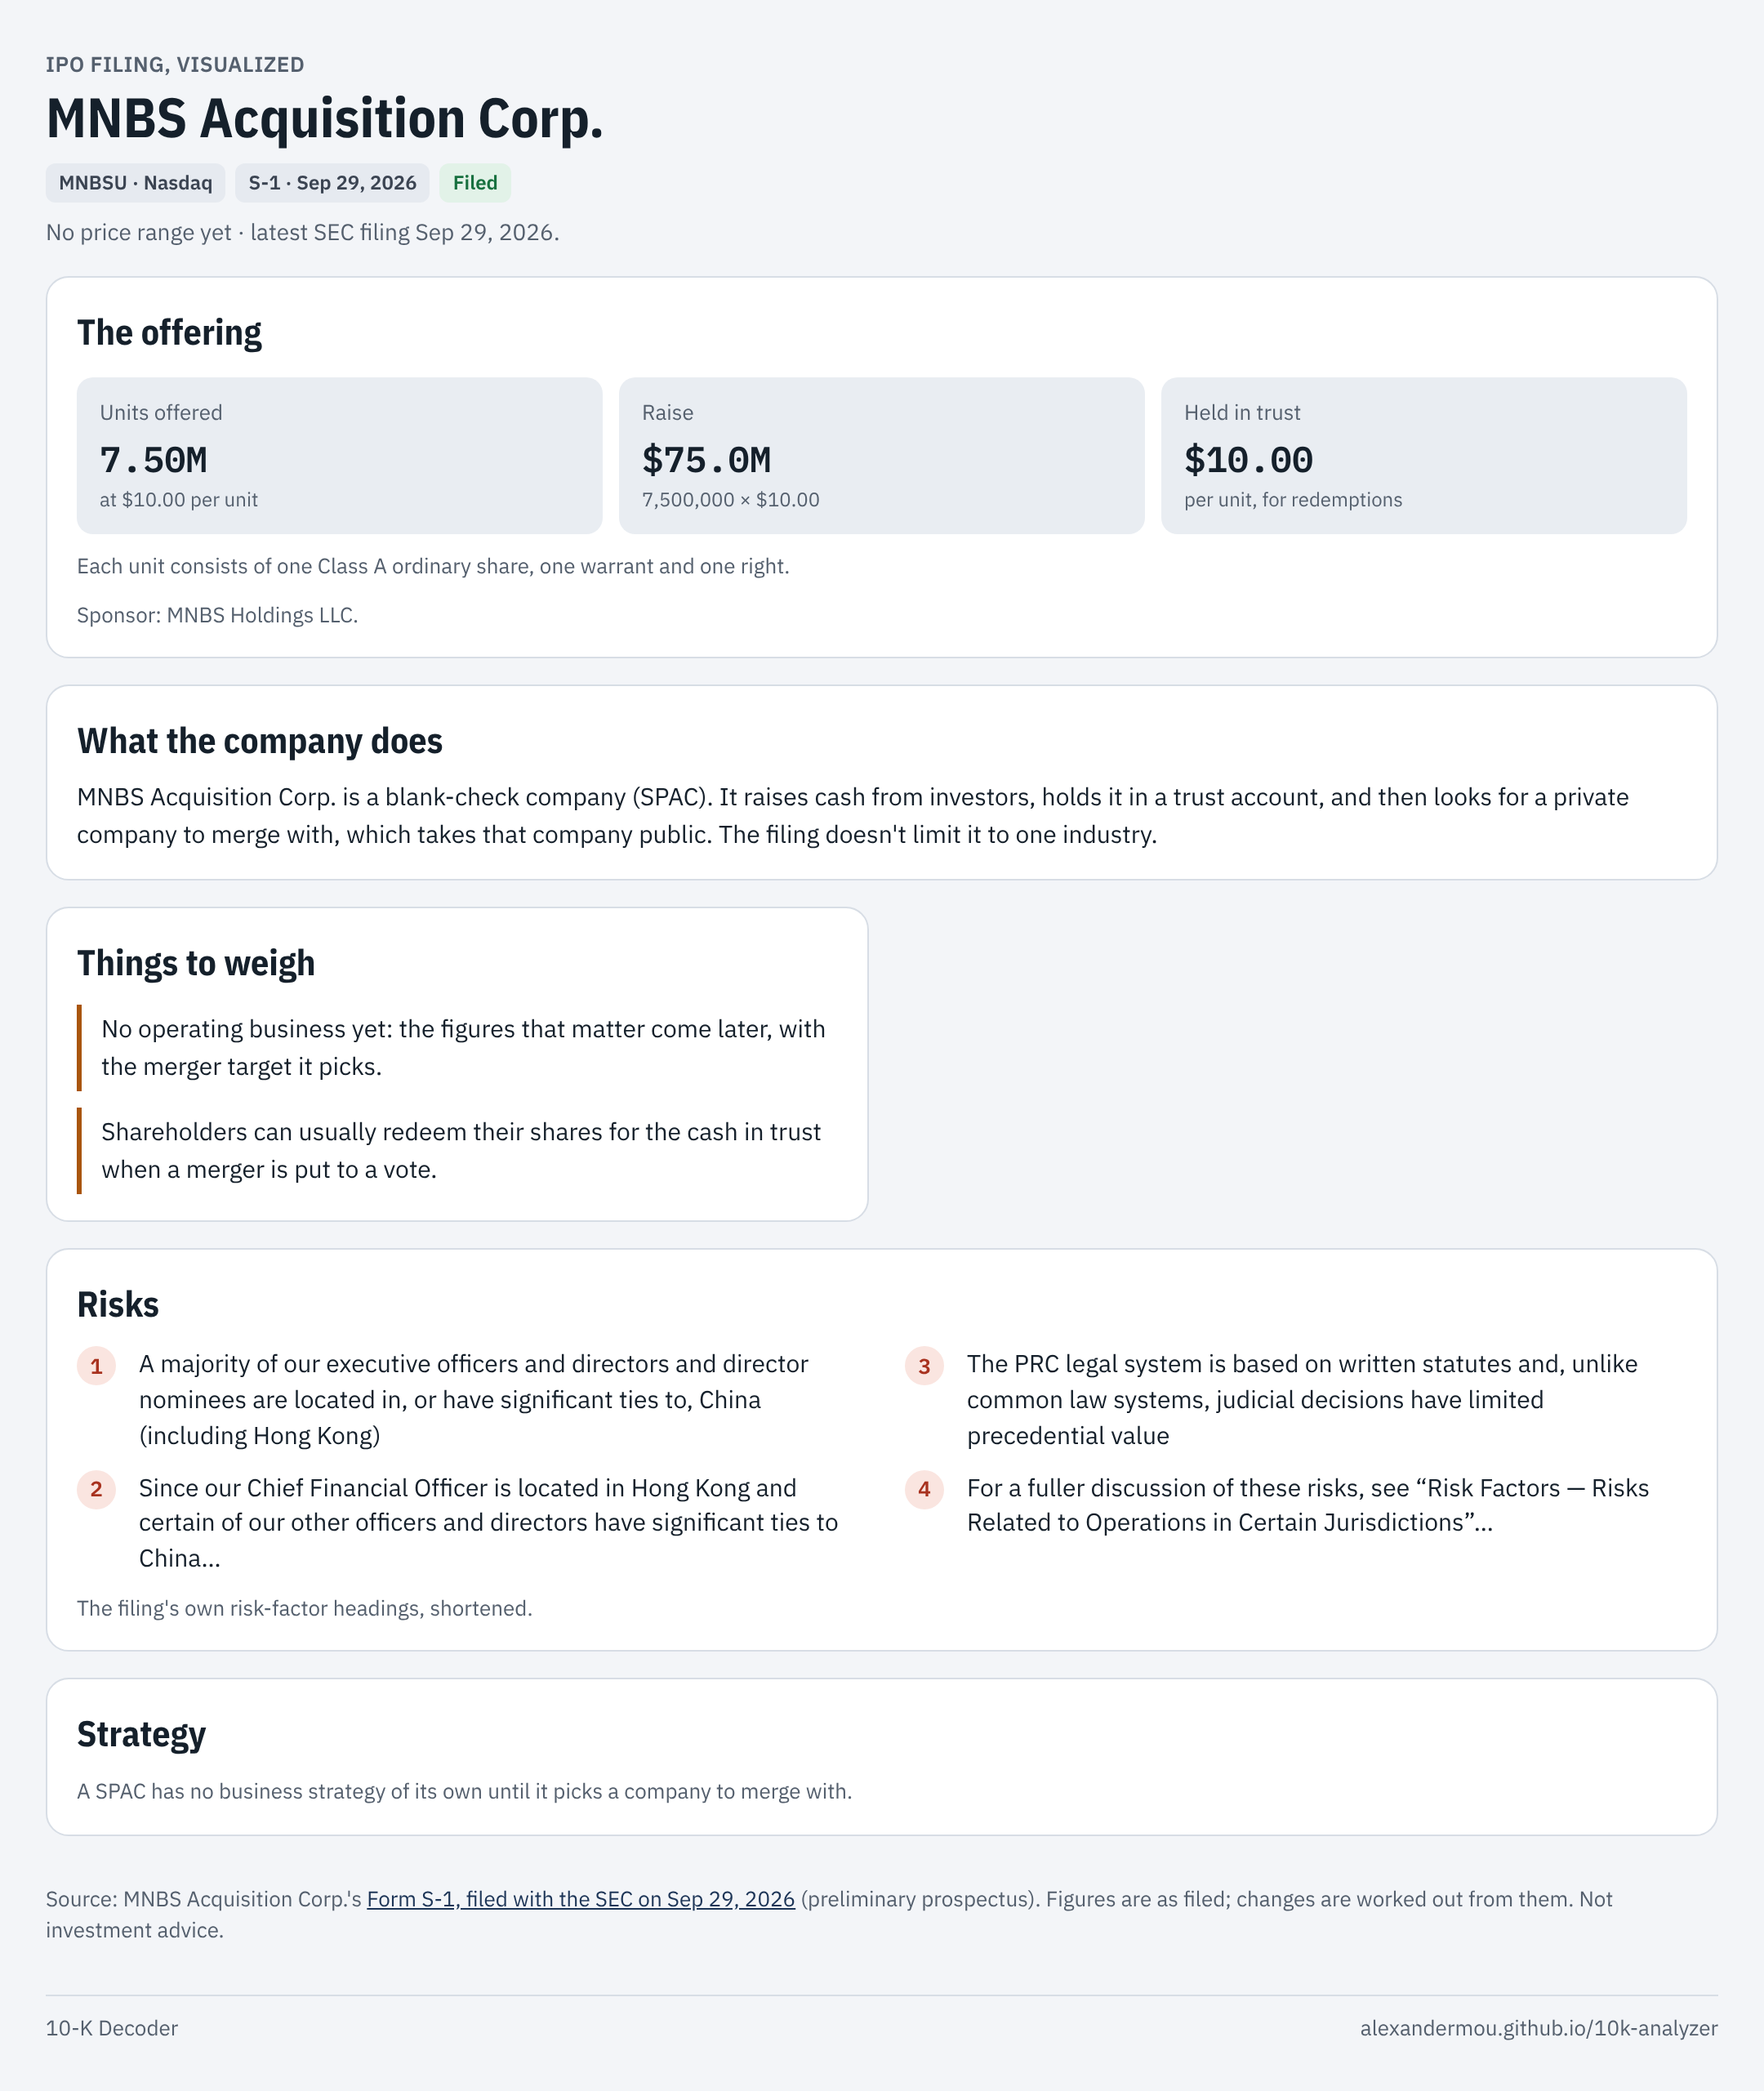 IPO FILING, VISUALIZED
MNBS Acquisition Corp.
MNBSU · Nasdaq
S-1 · Sep 29, 2026
Filed
No price range yet · latest SEC filing Sep 29, 2026.
The offering
Units offered
7.50M
at $10.00 per unit
Raise
$75.0M
7,500,000 × $10.00
Held in trust
$10.00
per unit, for redemptions
Each unit consists of one Class A ordinary share, one warrant and one right.
Sponsor: MNBS Holdings LLC.
What the company does
MNBS Acquisition Corp. is a blank-check company (SPAC). It raises cash from investors, holds it in a trust account, and then looks for a private
company to merge with, which takes that company public. The filing doesn't limit it to one industry.
Things to weigh
No operating business yet: the figures that matter come later, with
the merger target it picks.
Shareholders can usually redeem their shares for the cash in trust
when a merger is put to a vote.
Risks
1
A majority of our executive officers and directors and director
nominees are located in, or have significant ties to, China
(including Hong Kong)
2
Since our Chief Financial Officer is located in Hong Kong and
certain of our other officers and directors have significant ties to
China…
3
The PRC legal system is based on written statutes and, unlike
common law systems, judicial decisions have limited
precedential value
4
For a fuller discussion of these risks, see “Risk Factors — Risks
Related to Operations in Certain Jurisdictions”…
The filing's own risk-factor headings, shortened.
Strategy
A SPAC has no business strategy of its own until it picks a company to merge with.
Source: MNBS Acquisition Corp.'s Form S-1, filed with the SEC on Sep 29, 2026 (preliminary prospectus). Figures are as filed; changes are worked out from them. Not
investment advice.
10-K Decoder
alexandermou.github.io/10k-analyzer